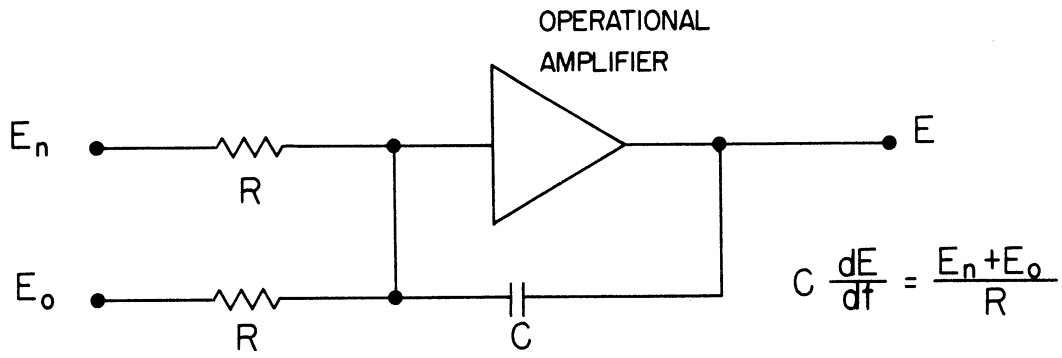 OPERATIONAL
AMPLIFIER
E_n
R
E
E_o
R
C
C dE/dt = E_n + E_o / R